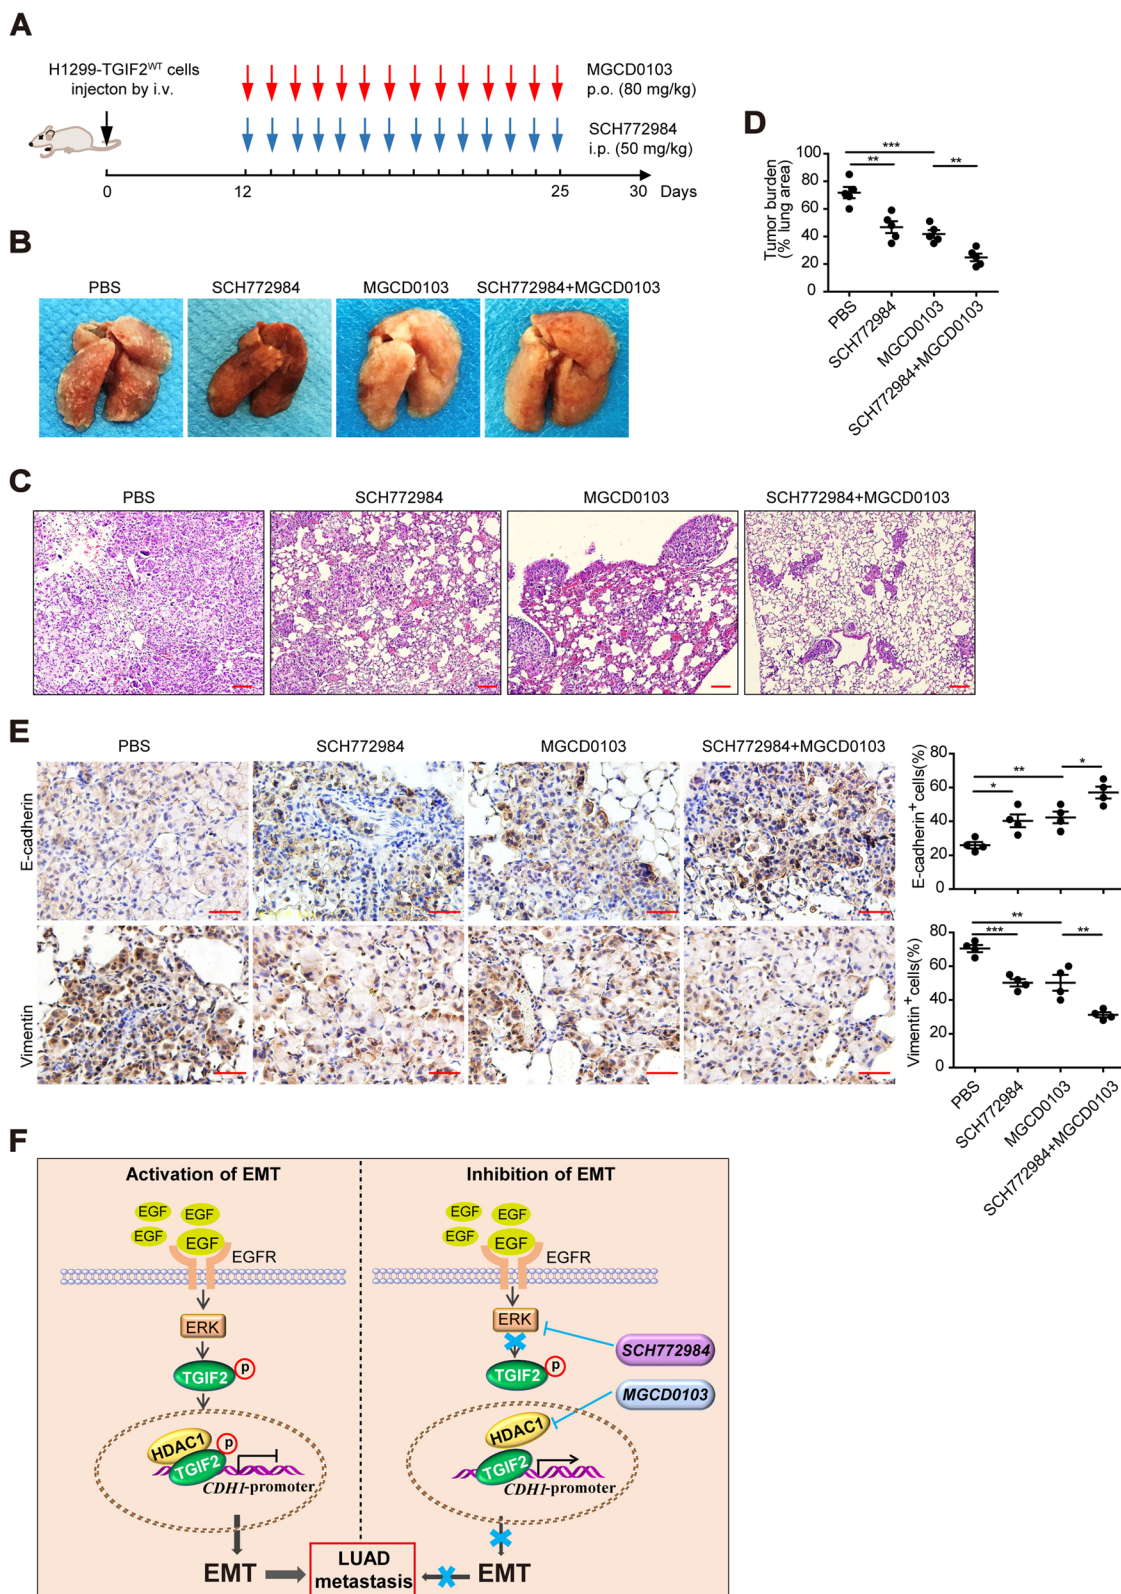 A
H1299-TGIF2WT cells
injecton by i.v.
MGCD0103
p.o. (80 mg/kg)
SCH772984
i.p. (50 mg/kg)
0
12
25
30
Days
B
PBS
SCH772984
MGCD0103
SCH772984+MGCD0103
C
PBS
SCH772984
MGCD0103
SCH772984+MGCD0103
D
Tumor burden
(% lung area)
100
80
60
40
20
0
***
**
**
PBS
SCH772984
MGCD0103
SCH772984+MGCD0103
E
PBS
SCH772984
MGCD0103
SCH772984+MGCD0103
E-cadherin
Vimentin
E-cadherin+cells(%)
80
60
40
20
0
**
*
*
Vimentin+cells(%)
80
60
40
20
0
**
***
**
PBS
SCH772984
MGCD0103
SCH772984+MGCD0103
F
Activation of EMT
EGF
EGF
EGF
EGF
EGFR
ERK
TGIF2
p
HDAC1
p
TGIF2
CDH1-promoter
EMT
LUAD
metastasis
Inhibition of EMT
EGF
EGF
EGF
EGF
EGFR
ERK
SCH772984
TGIF2
p
MGCD0103
HDAC1
TGIF2
CDH1-promoter
EMT